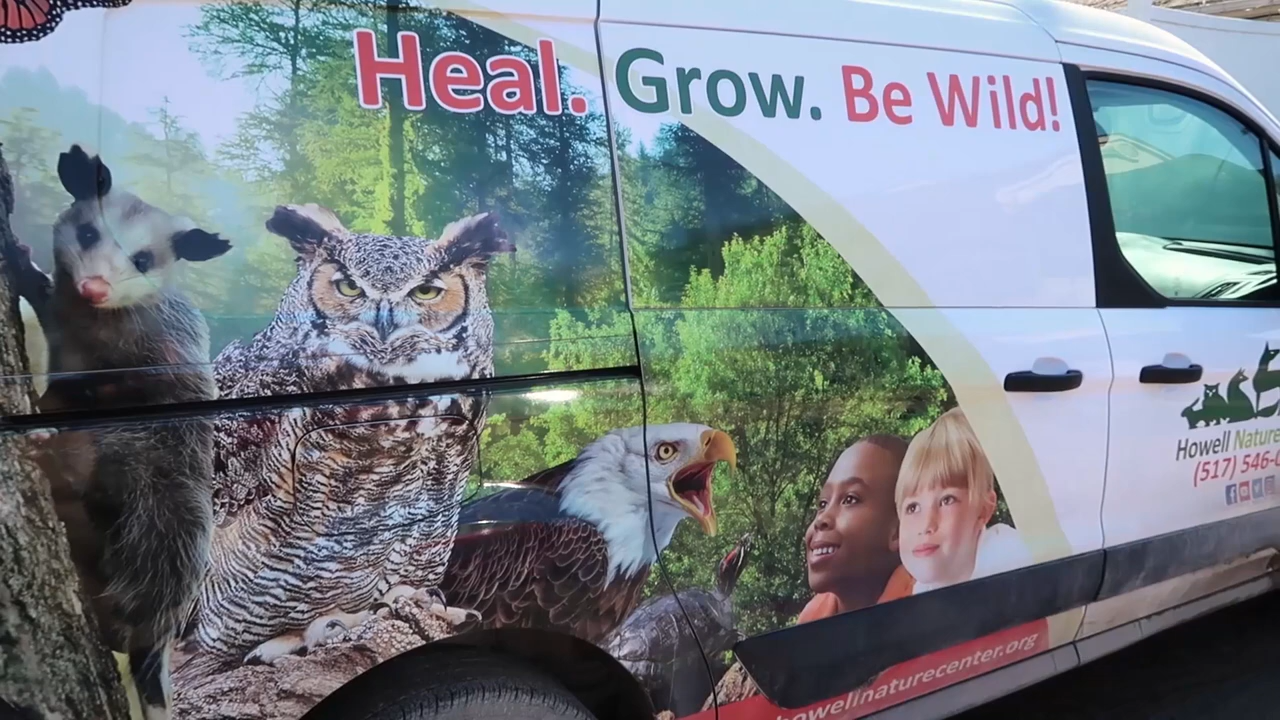 Heal. Grow. Be Wild!
Howell Nature
(517) 546-
howellnaturecenter.org